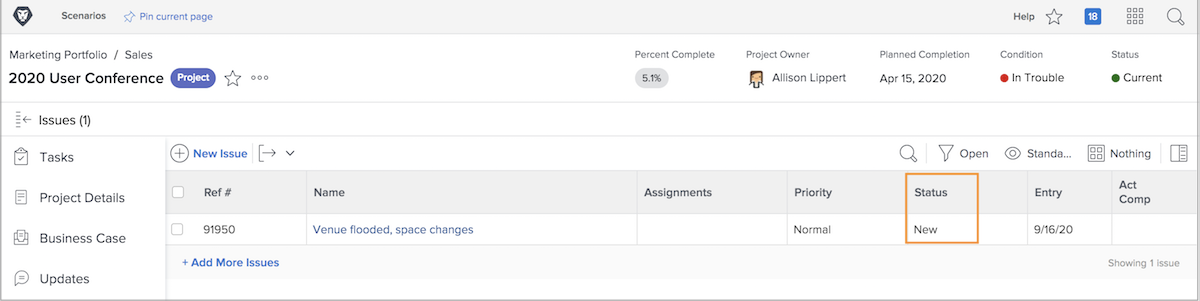 Scenarios Pin current page Help 18
Marketing Portfolio / Sales
Percent Complete Project Owner Planned Completion Condition Status
2020 User Conference Project 5.1% Allison Lippert Apr 15, 2020 In Trouble Current
Issues (1)
Tasks
Project Details
Business Case
Updates
New Issue Open Standa... Nothing
Ref # Name Assignments Priority Status Entry Act
Comp
91950 Venue flooded, space changes Normal New 9/16/20
+ Add More Issues Showing 1 issue